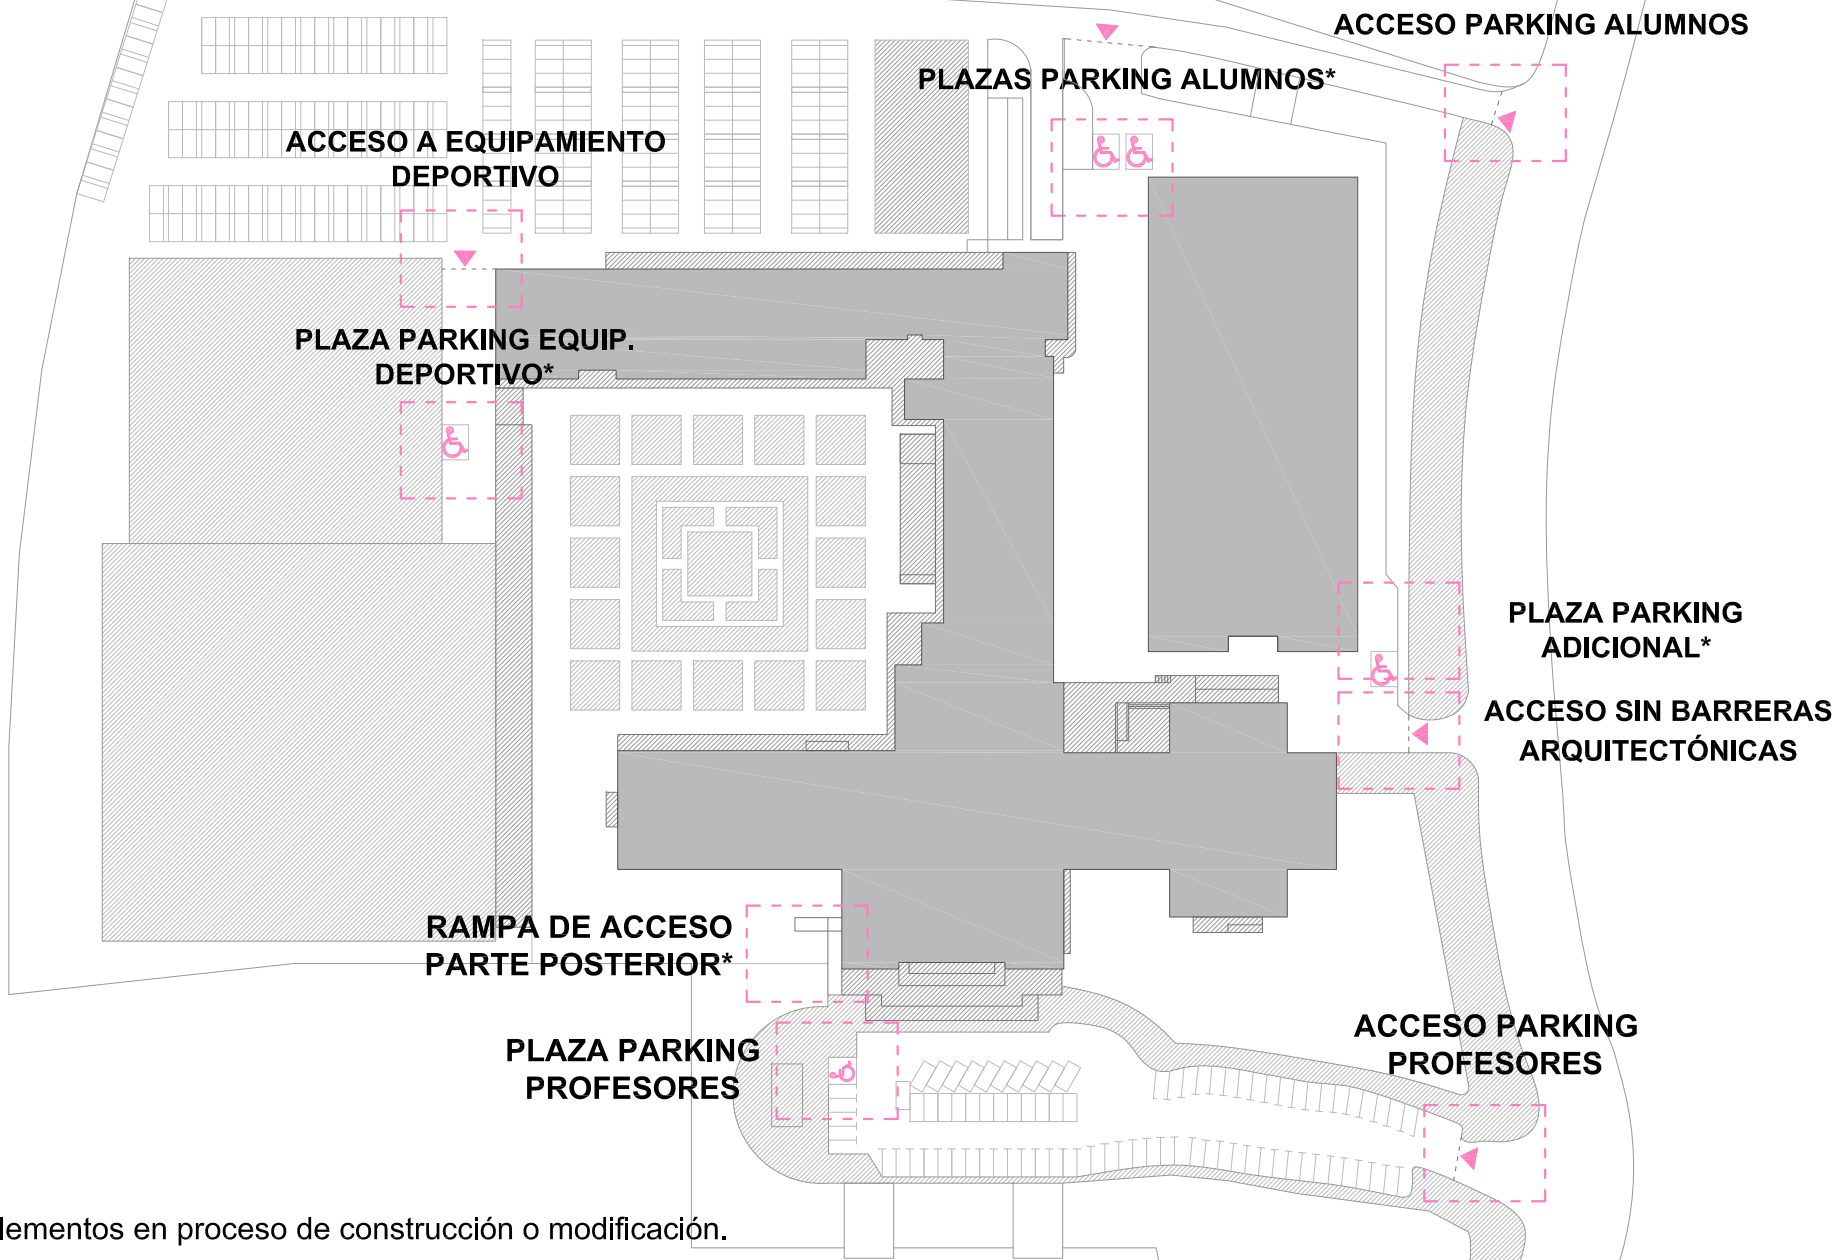 ACCESO PARKING ALUMNOS
PLAZAS PARKING ALUMNOS*
ACCESO A EQUIPAMIENTO
DEPORTIVO
PLAZA PARKING EQUIP.
DEPORTIVO*
PLAZA PARKING
ADICIONAL*
ACCESO SIN BARRERAS
ARQUITECTÓNICAS
RAMPA DE ACCESO
PARTE POSTERIOR*
ACCESO PARKING
PROFESORES
PLAZA PARKING
PROFESORES
lementos en proceso de construcción o modificación.